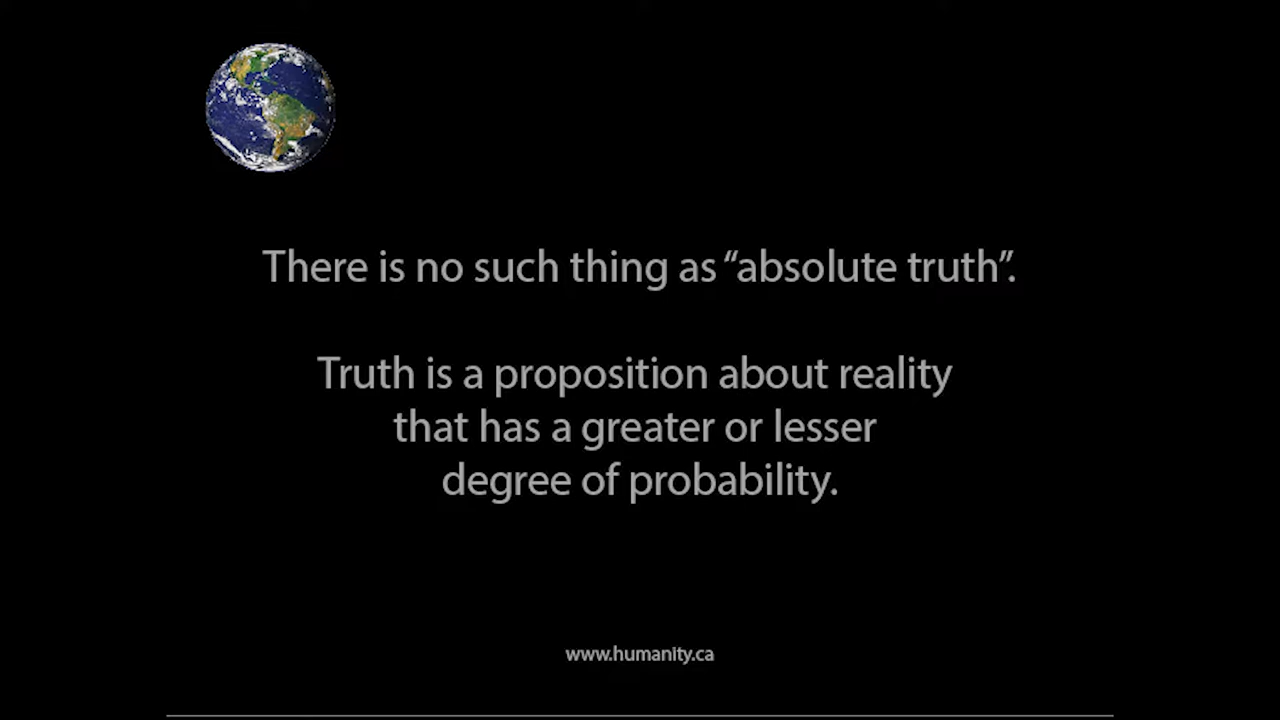 There is no such thing as “absolute truth”.
Truth is a proposition about reality
that has a greater or lesser
degree of probability.
www.humanity.ca